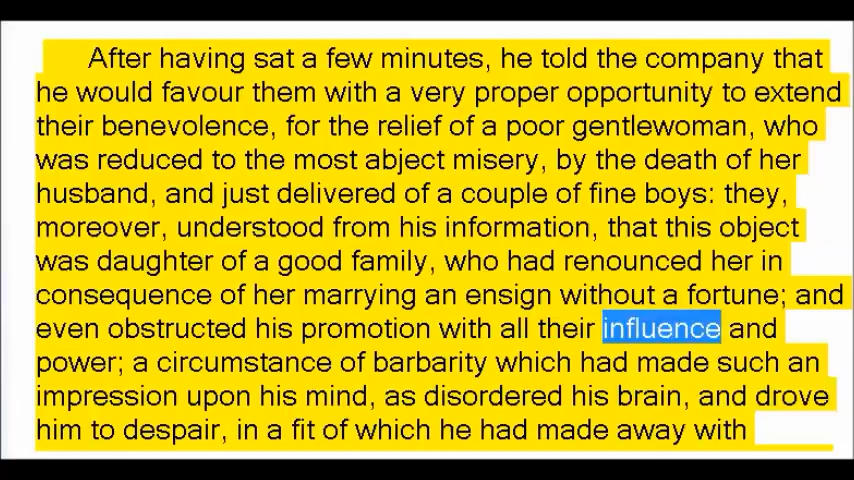 After having sat a few minutes, he told the company that
he would favour them with a very proper opportunity to extend
their benevolence, for the relief of a poor gentlewoman, who
was reduced to the most abject misery, by the death of her
husband, and just delivered of a couple of fine boys: they,
moreover, understood from his information, that this object
was daughter of a good family, who had renounced her in
consequence of her marrying an ensign without a fortune; and
even obstructed his promotion with all their influence and
power; a circumstance of barbarity which had made such an
impression upon his mind, as disordered his brain, and drove
him to despair, in a fit of which he had made away with